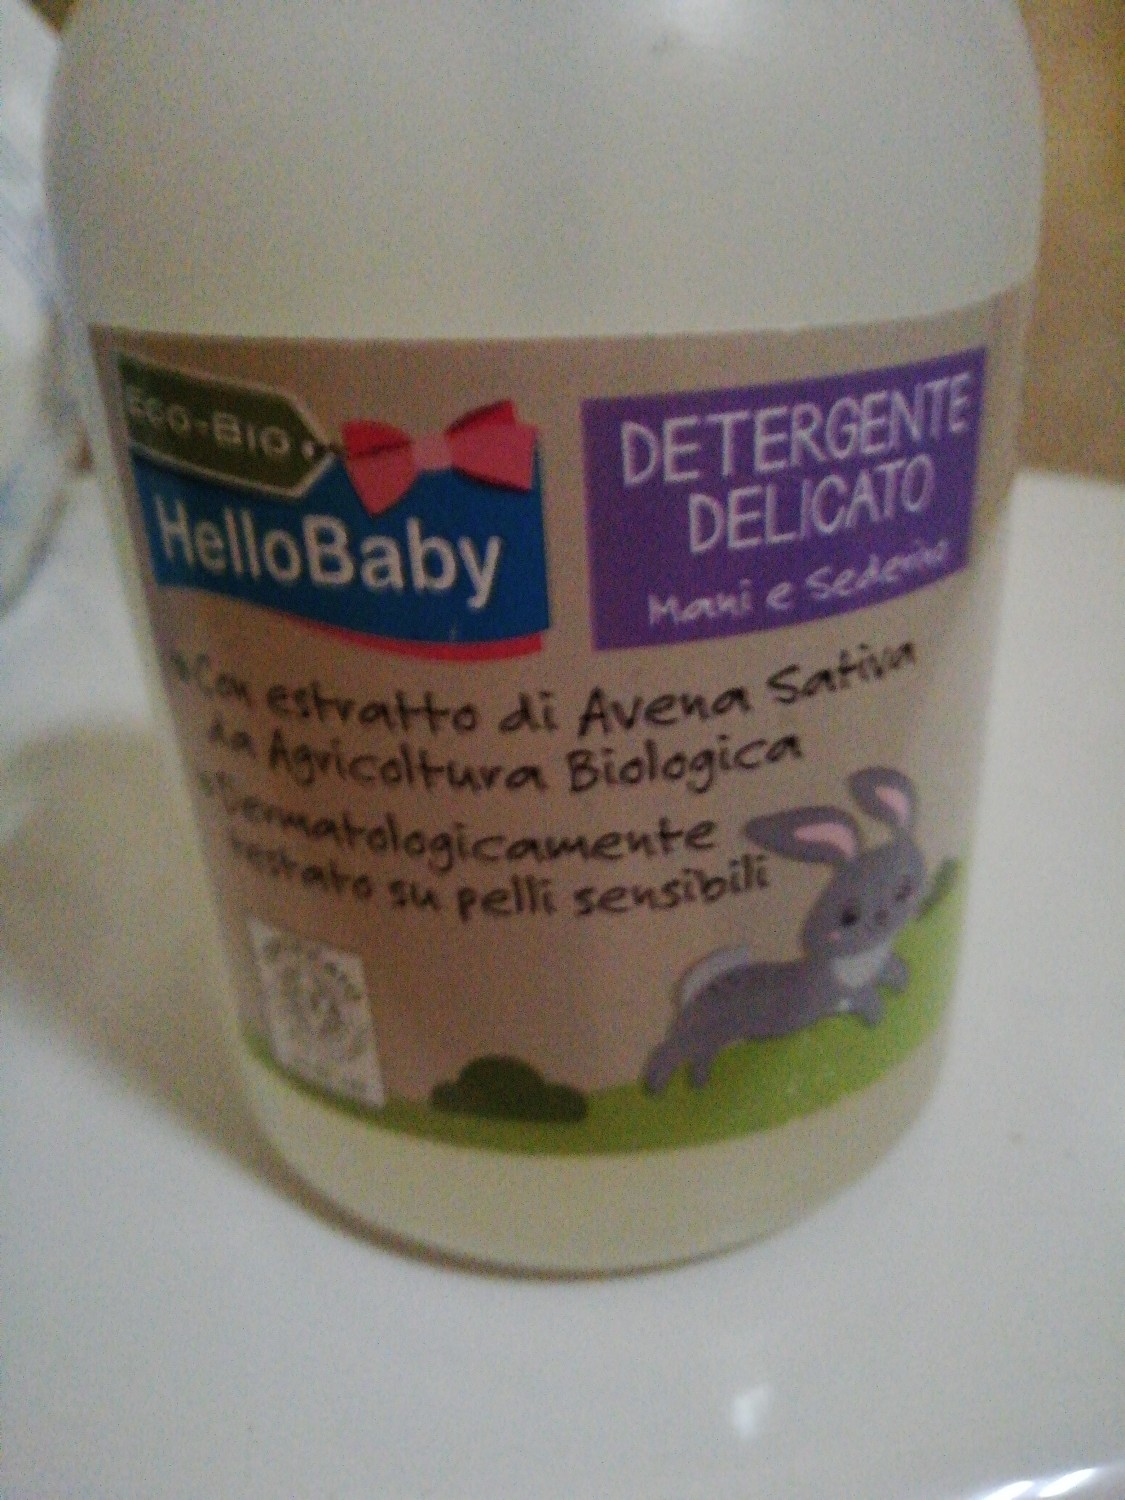 ECO-BIO
HelloBaby
DETERGENTE
DELICATO
Mani e Sederino
Con estratto di Avena Sativa
da Agricoltura Biologica
Dermatologicamente
testato su pelli sensibili